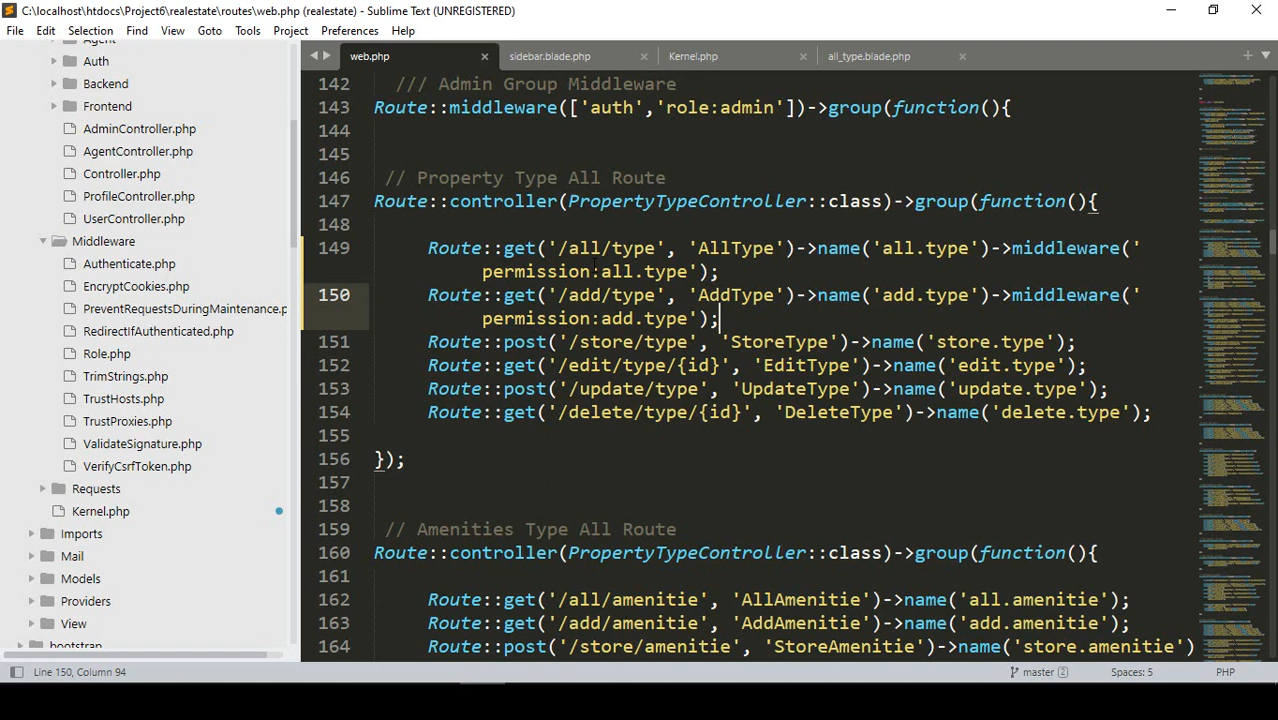 C:\localhost\htdocs\Project6\realestate\routes\web.php (realestate) - Sublime Text (UNREGISTERED)
File Edit Selection Find View Goto Tools Project Preferences Help
Agent
Auth
Backend
Frontend
AdminController.php
AgentController.php
Controller.php
ProfileController.php
UserController.php
Middleware
Authenticate.php
EncryptCookies.php
PreventRequestsDuringMaintenance.p
RedirectIfAuthenticated.php
Role.php
TrimStrings.php
TrustHosts.php
TrustProxies.php
ValidateSignature.php
VerifyCsrfToken.php
Requests
Kernel.php
Imports
Mail
Models
Providers
View
bootstrap
web.php sidebar.blade.php Kernel.php all_type.blade.php
142 /// Admin Group Middleware
143 Route::middleware(['auth','role:admin'])->group(function(){
144
145
146 // Property Type All Route
147 Route::controller(PropertyTypeController::class)->group(function(){
148
149 Route::get('/all/type', 'AllType')->name('all.type')->middleware('
permission:all.type');
150 Route::get('/add/type', 'AddType')->name('add.type')->middleware('
permission:add.type');
151 Route::post('/store/type', 'StoreType')->name('store.type');
152 Route::get('/edit/type/{id}', 'EditType')->name('edit.type');
153 Route::post('/update/type', 'UpdateType')->name('update.type');
154 Route::get('/delete/type/{id}', 'DeleteType')->name('delete.type');
155
156 });
157
158
159 // Amenities Type All Route
160 Route::controller(PropertyTypeController::class)->group(function(){
161
162 Route::get('/all/amenitie', 'AllAmenitie')->name('all.amenitie');
163 Route::get('/add/amenitie', 'AddAmenitie')->name('add.amenitie');
164 Route::post('/store/amenitie', 'StoreAmenitie')->name('store.amenitie')
Line 150, Column 94 master 2 Spaces: 5 PHP